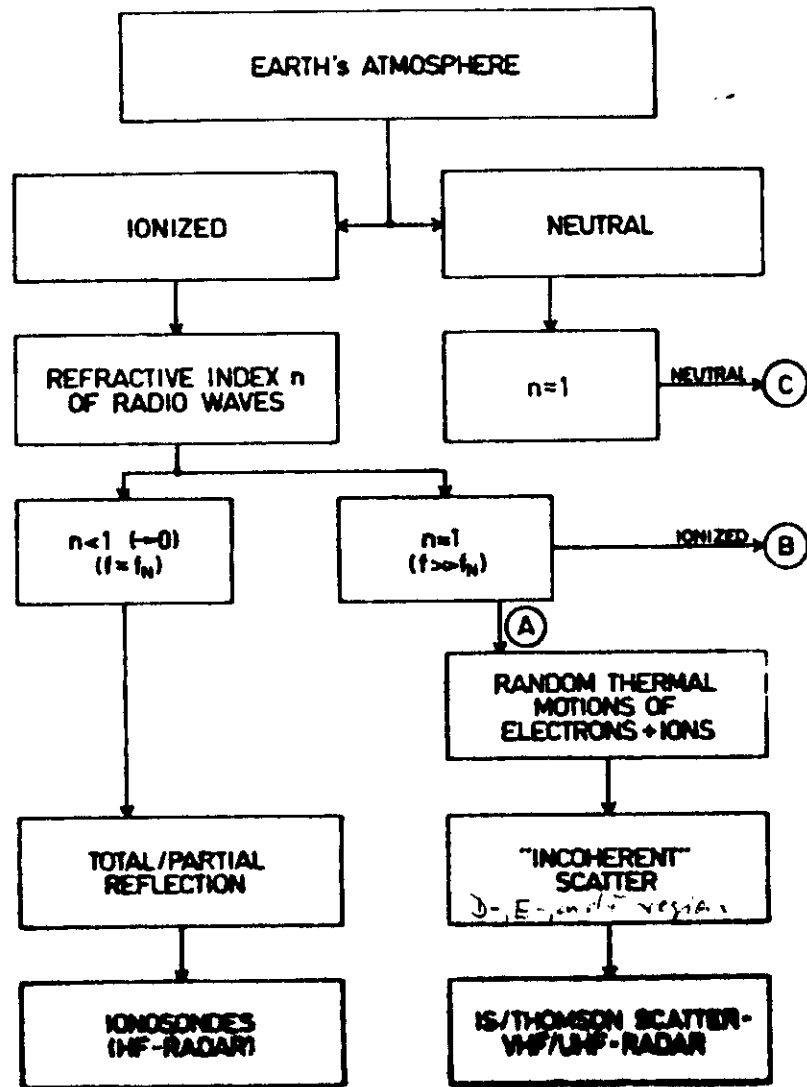 EARTH's ATMOSPHERE
IONIZED
NEUTRAL
REFRACTIVE INDEX n
OF RADIO WAVES
n=1
NEUTRAL
C
n<1 (→0)
(f≈f_N)
n=1
(f>>f_N)
IONIZED
B
A
RANDOM THERMAL
MOTIONS OF
ELECTRONS + IONS
TOTAL/PARTIAL
REFLECTION
"INCOHERENT"
SCATTER
D-, E-, region
IONOSONDES
(HF-RADAR)
IS/THOMSON SCATTER-
VHF/UHF-RADAR